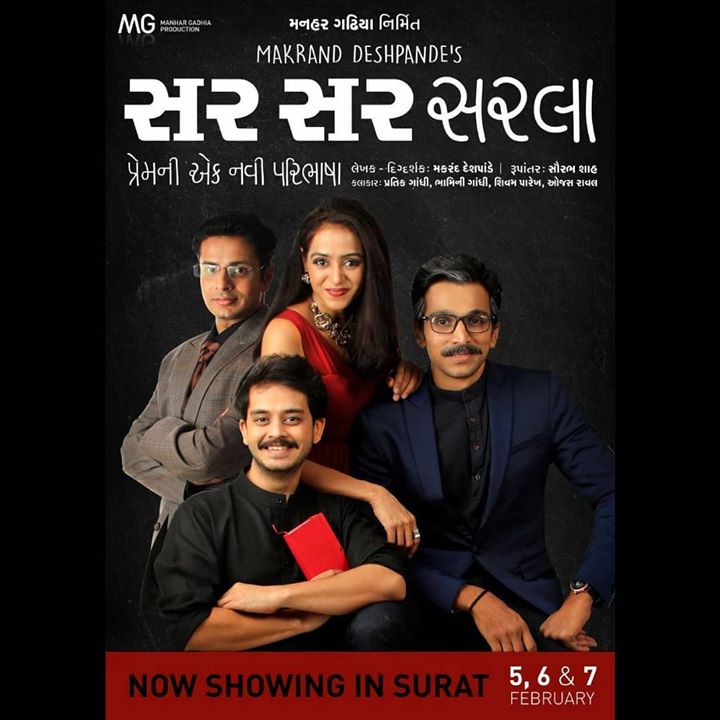 MG MANHAR GADHIA PRODUCTION
મનહર ગઢિયા નિર્મિત
MAKRAND DESHPANDE'S
સર સર સરલા
પ્રેમની એક નવી પરિભાષા
લેખક - દિગ્દર્શક: મકરંદ દેશપાંડે | રૂપાંતર: સૌરભ શાહ
કલાકાર: પ્રતિક ગાંધી, ભામિની ગાંધી, શિવમ પારેખ, ઓજસ રાવલ
NOW SHOWING IN SURAT
5, 6 & 7
FEBRUARY